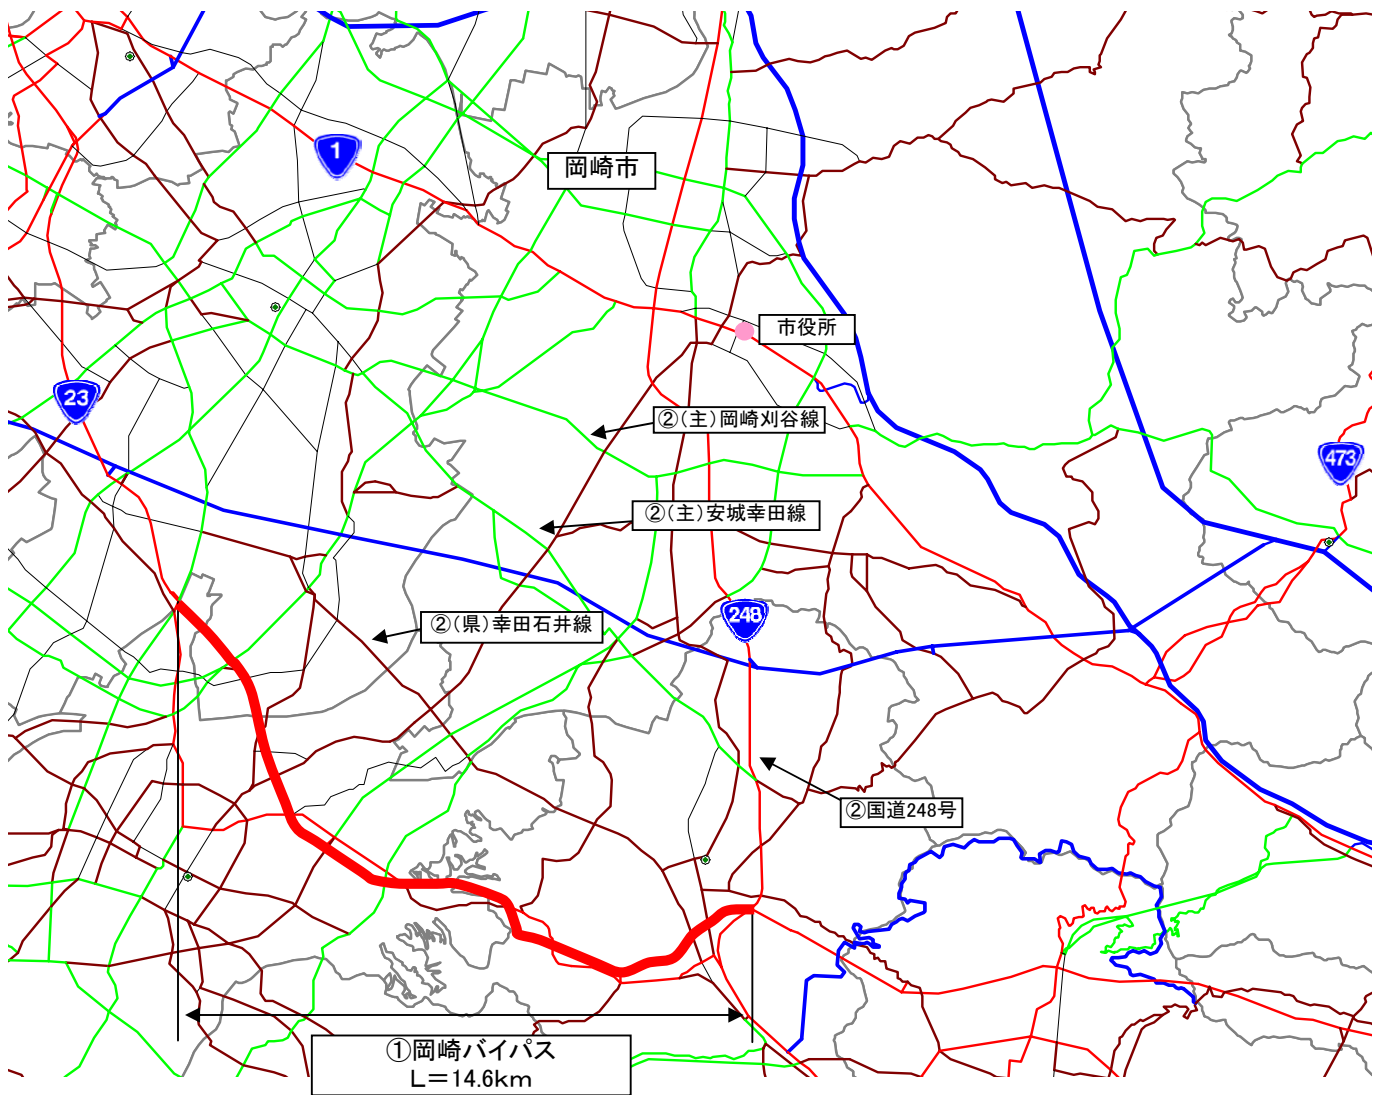 1
岡崎市
市役所
23
②(主)岡崎刈谷線
473
②(主)安城幸田線
②(県)幸田石井線
248
②国道248号
①岡崎バイパス
L=14.6km